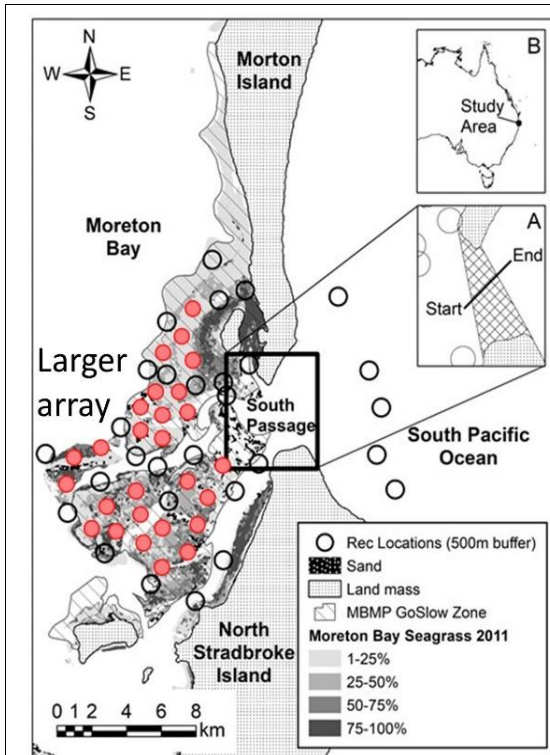 N
W E
S
Morton
Island
B
Study
Area
Moreton
Bay
A
End
Start
Larger
array
South
Passage
South Pacific
Ocean
Rec Locations (500m buffer)
Sand
Land mass
MBMP GoSlow Zone
Moreton Bay Seagrass 2011
1-25%
25-50%
50-75%
75-100%
North
Stradbroke
Island
0 1 2 4 6 8
km